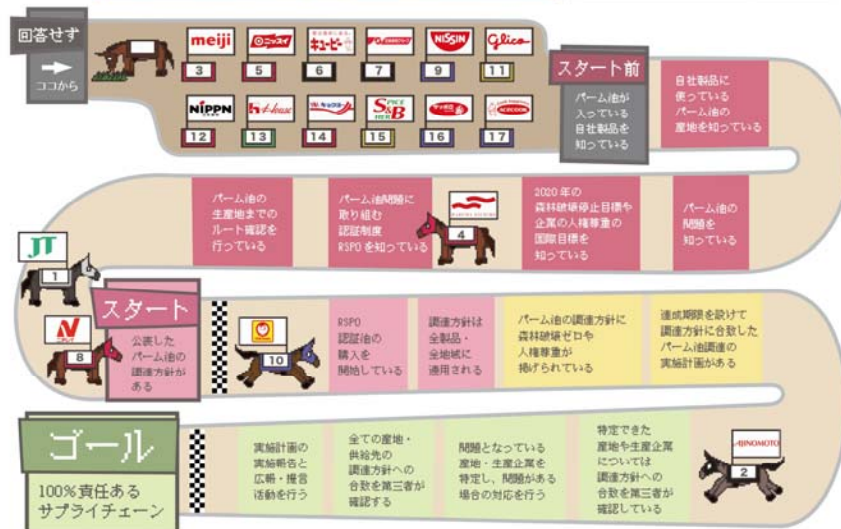 回答せず
ココから
meiji
ニッスイ
キユーピー
NISSIN
glico
3
5
6
7
9
11
NIPPN
House
S&B
SPICE
HERB
ACECOOK
12
13
14
15
16
17
スタート前
パーム油が
入っている
自社製品を
知っている
自社製品に
使っている
パーム油の
産地を知っている
パーム油の
生産地までの
ルート確認を
行っている
パーム油問題に
取り組む
認証制度
RSPOを知っている
4
2020年の
森林破壊停止目標や
企業の人権尊重の
国際目標を
知っている
パーム油の
問題を
知っている
JT
1
スタート
公表した
パーム油の
調達方針が
ある
ニチレイ
8
10
RSPO
認証油の
購入を
開始している
調達方針は
全製品・
全地域に
適用される
パーム油の調達方針に
森林破壊ゼロや
人権尊重が
掲げられている
達成期限を設けて
調達方針に合致した
パーム油調達の
実施計画がある
ゴール
100%責任ある
サプライチェーン
実施計画の
実施報告と
広報・提言
活動を行う
全ての産地・
供給先の
調達方針への
合致を第三者が
確認する
問題となっている
産地・生産企業を
特定し、問題がある
場合の対応を行う
特定できた
産地や生産企業
については
調達方針への
合致を第三者が
確認している
AJINOMOTO
2